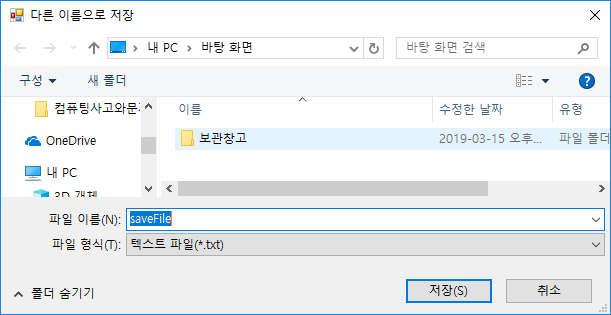 다른 이름으로 저장
내 PC > 바탕 화면
바탕 화면 검색
구성 새 폴더
컴퓨팅사고와문
이름 수정한 날짜 유형
OneDrive
보관창고 2019-03-15 오후... 파일 폴더
내 PC
3D 개체
파일 이름(N): saveFile
파일 형식(T): 텍스트 파일(*.txt)
폴더 숨기기 저장(S) 취소